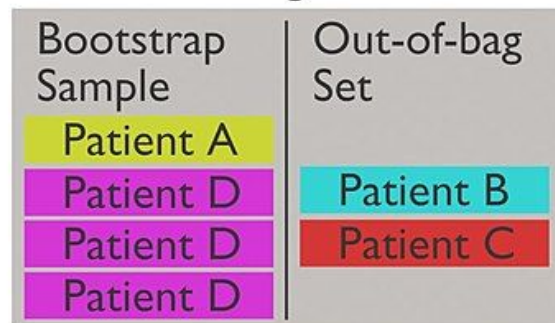 Bootstrap
Sample
Patient A
Patient D
Patient D
Patient D
Out-of-bag
Set
Patient B
Patient C